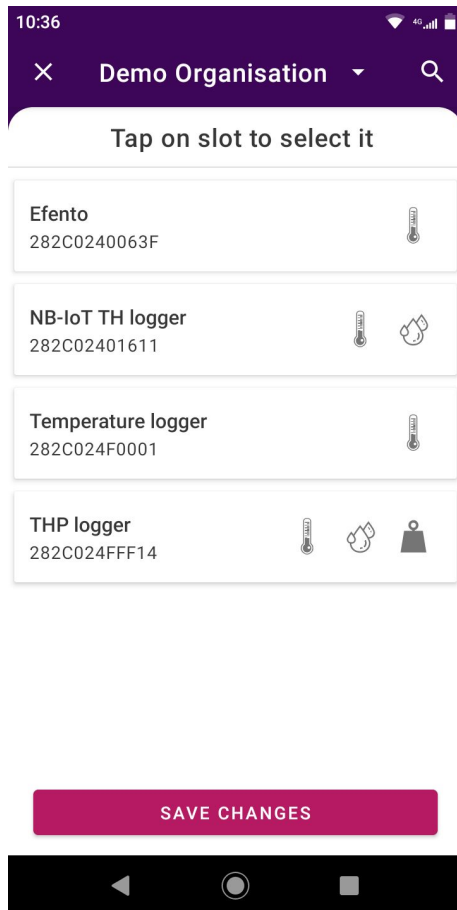 10:36
4G
Demo Organisation
Tap on slot to select it
Efento
282C0240063F
NB-IoT TH logger
282C02401611
Temperature logger
282C024F0001
THP logger
282C024FFF14
SAVE CHANGES